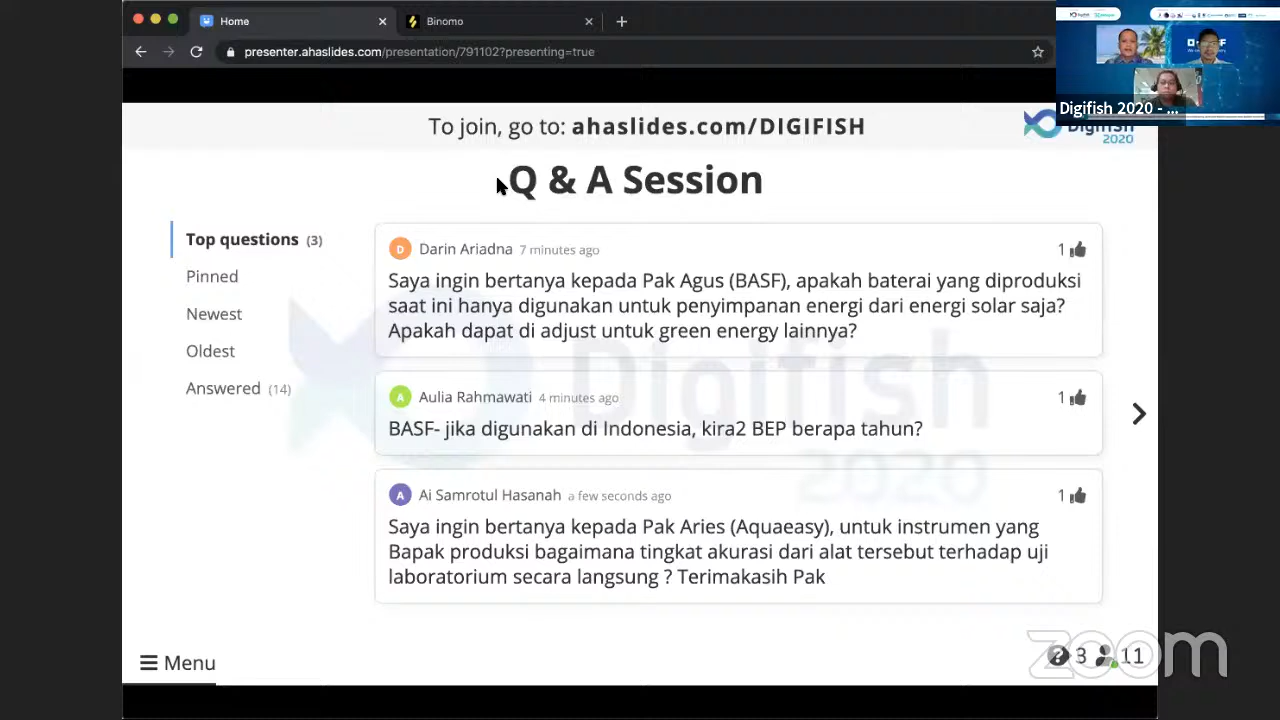 Home
Binomo
presenter.ahaslides.com/presentation/791102?presenting=true
Digifish 2020 - ...
To join, go to: ahaslides.com/DIGIFISH
Digifish
2020
Q & A Session
Top questions (3)
Pinned
Newest
Oldest
Answered (14)
D
Darin Ariadna 7 minutes ago
1
Saya ingin bertanya kepada Pak Agus (BASF), apakah baterai yang diproduksi
saat ini hanya digunakan untuk penyimpanan energi dari energi solar saja?
Apakah dapat di adjust untuk green energy lainnya?
A
Aulia Rahmawati 4 minutes ago
1
BASF- jika digunakan di Indonesia, kira2 BEP berapa tahun?
A
Ai Samrotul Hasanah a few seconds ago
1
Saya ingin bertanya kepada Pak Aries (Aquaeasy), untuk instrumen yang
Bapak produksi bagaimana tingkat akurasi dari alat tersebut terhadap uji
laboratorium secara langsung ? Terimakasih Pak
Digifish
2020
Menu
3
11
zoom